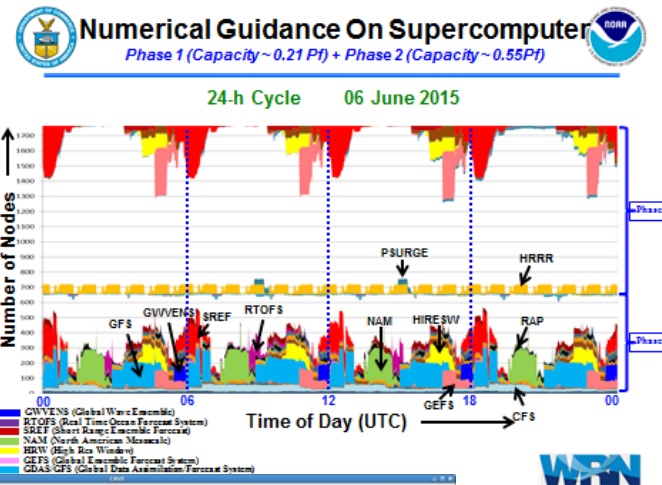 Numerical Guidance On Supercomputer
Phase 1 (Capacity ~ 0.21 Pf) + Phase 2 (Capacity ~ 0.55Pf)
NOAA
24-h Cycle 06 June 2015
Number of Nodes
1700
1600
1500
1400
1300
1200
1100
1000
900
800
700
600
500
400
300
200
100
00
Phase
Phase
PSURGE
HRRR
GFS
GWVENS
SREF
RTOFS
NAM
HIRESW
RAP
GEFS
CFS
00 06 12 18 00
Time of Day (UTC)
GWVENS (Global Wave Ensemble)
RTOFS (Real Time Ocean Forecast System)
SREF (Short Range Ensemble Forecast)
NAM (North American Mesoscale)
HRW (High Res Window)
GEFS (Global Ensemble Forecast System)
GDAS/GFS (Global Data Assimilation/Forecast System)
WRN